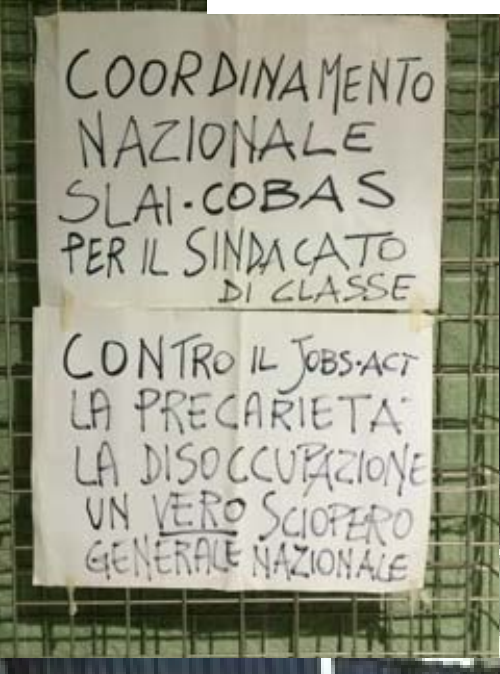 COORDINAMENTO
NAZIONALE
SLAI·COBAS
PER IL SINDACATO
DI CLASSE
CONTRO IL JOBS·ACT
LA PRECARIETÀ
LA DISOCCUPAZIONE
UN VERO SCIOPERO
GENERALE NAZIONALE